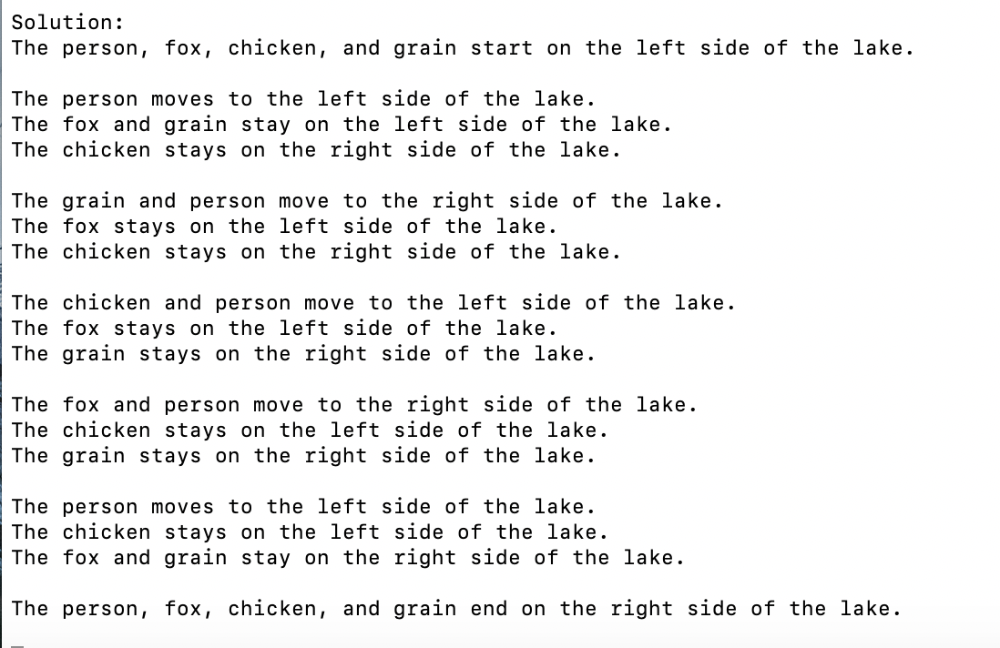 Solution:
The person, fox, chicken, and grain start on the left side of the lake.
The person moves to the left side of the lake.
The fox and grain stay on the left side of the lake.
The chicken stays on the right side of the lake.
The grain and person move to the right side of the lake.
The fox stays on the left side of the lake.
The chicken stays on the right side of the lake.
The chicken and person move to the left side of the lake.
The fox stays on the left side of the lake.
The grain stays on the right side of the lake.
The fox and person move to the right side of the lake.
The chicken stays on the left side of the lake.
The grain stays on the right side of the lake.
The person moves to the left side of the lake.
The chicken stays on the left side of the lake.
The fox and grain stay on the right side of the lake.
The person, fox, chicken, and grain end on the right side of the lake.